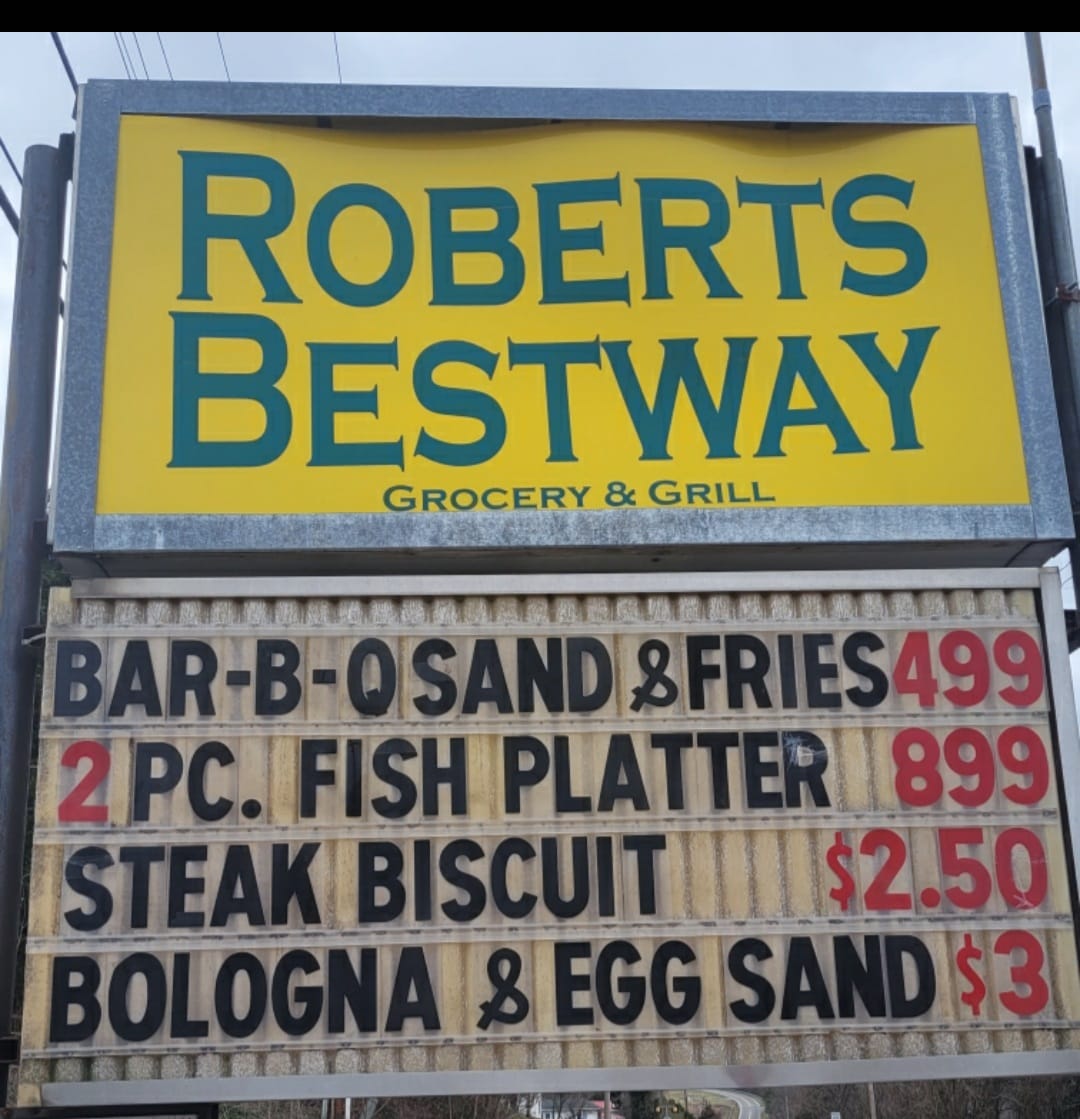 ROBERTS
BESTWAY
GROCERY & GRILL
BAR-B-Q SAND & FRIES 499
2 PC. FISH PLATTER 899
STEAK BISCUIT $2.50
BOLOGNA & EGG SAND $3